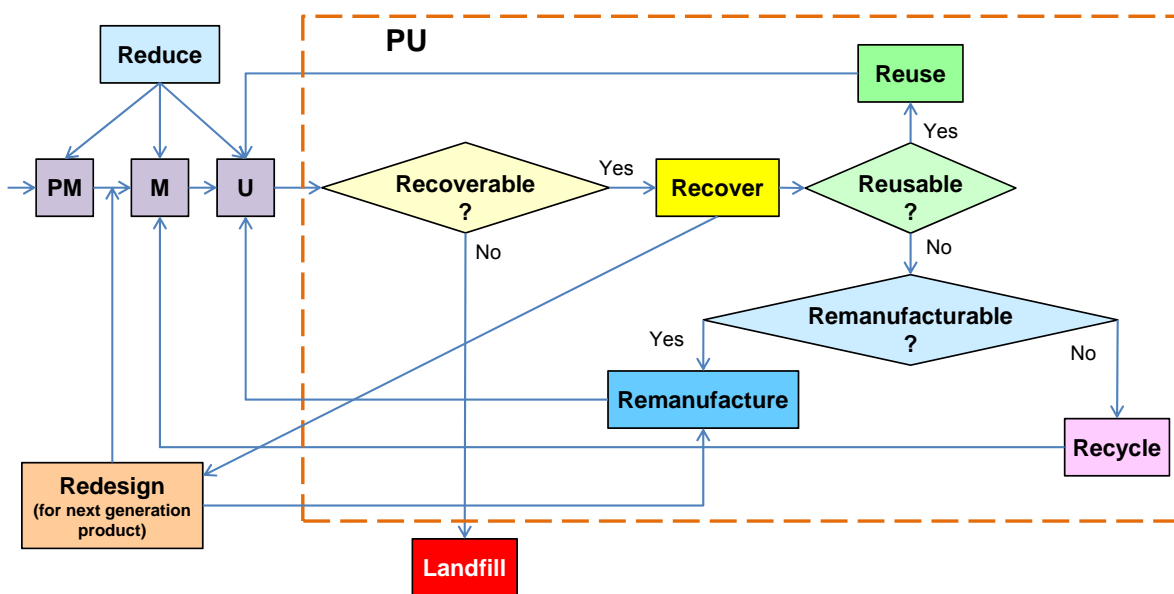 PU
Reduce
Reuse
Yes
PM
M
U
Recoverable
?
Yes
Recover
Reusable
?
No
No
Remanufacturable
?
Yes
No
Remanufacture
Recycle
Redesign
(for next generation
product)
Landfill